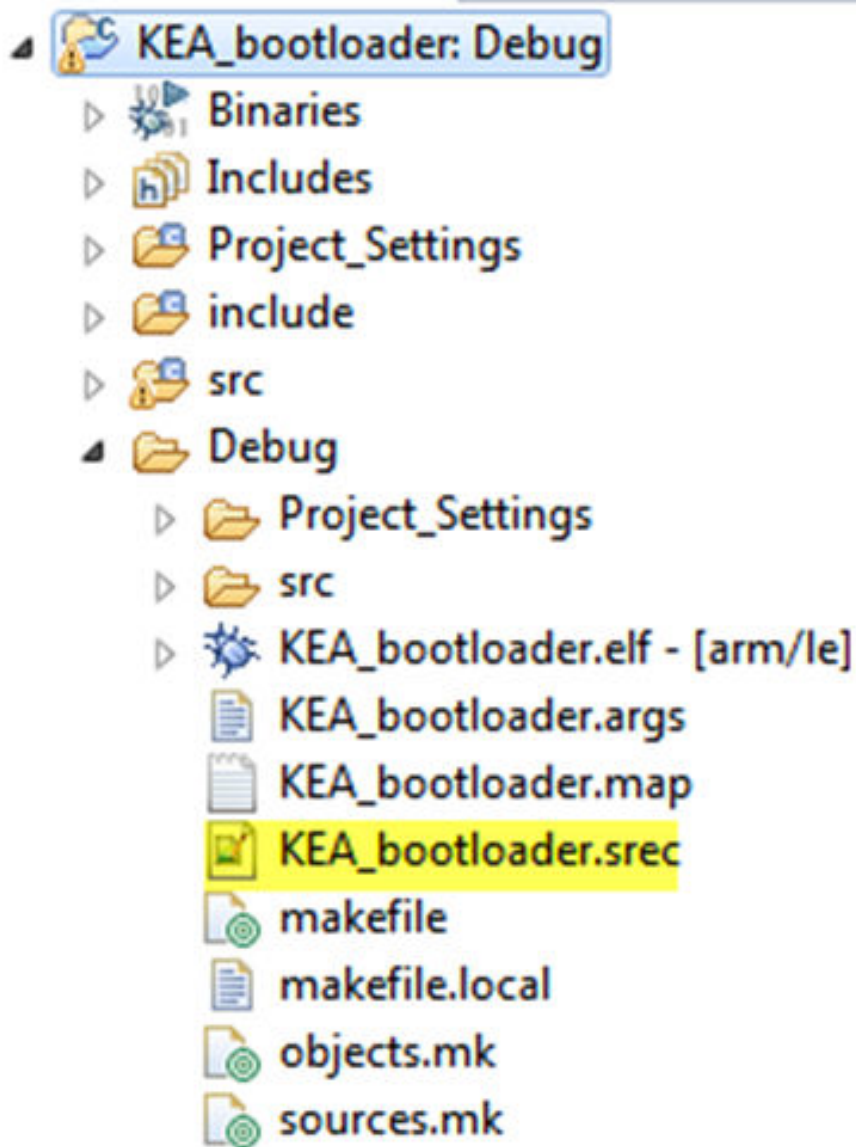 KEA_bootloader: Debug
Binaries
Includes
Project_Settings
include
src
Debug
Project_Settings
src
KEA_bootloader.elf - [arm/le]
KEA_bootloader.args
KEA_bootloader.map
KEA_bootloader.srec
makefile
makefile.local
objects.mk
sources.mk